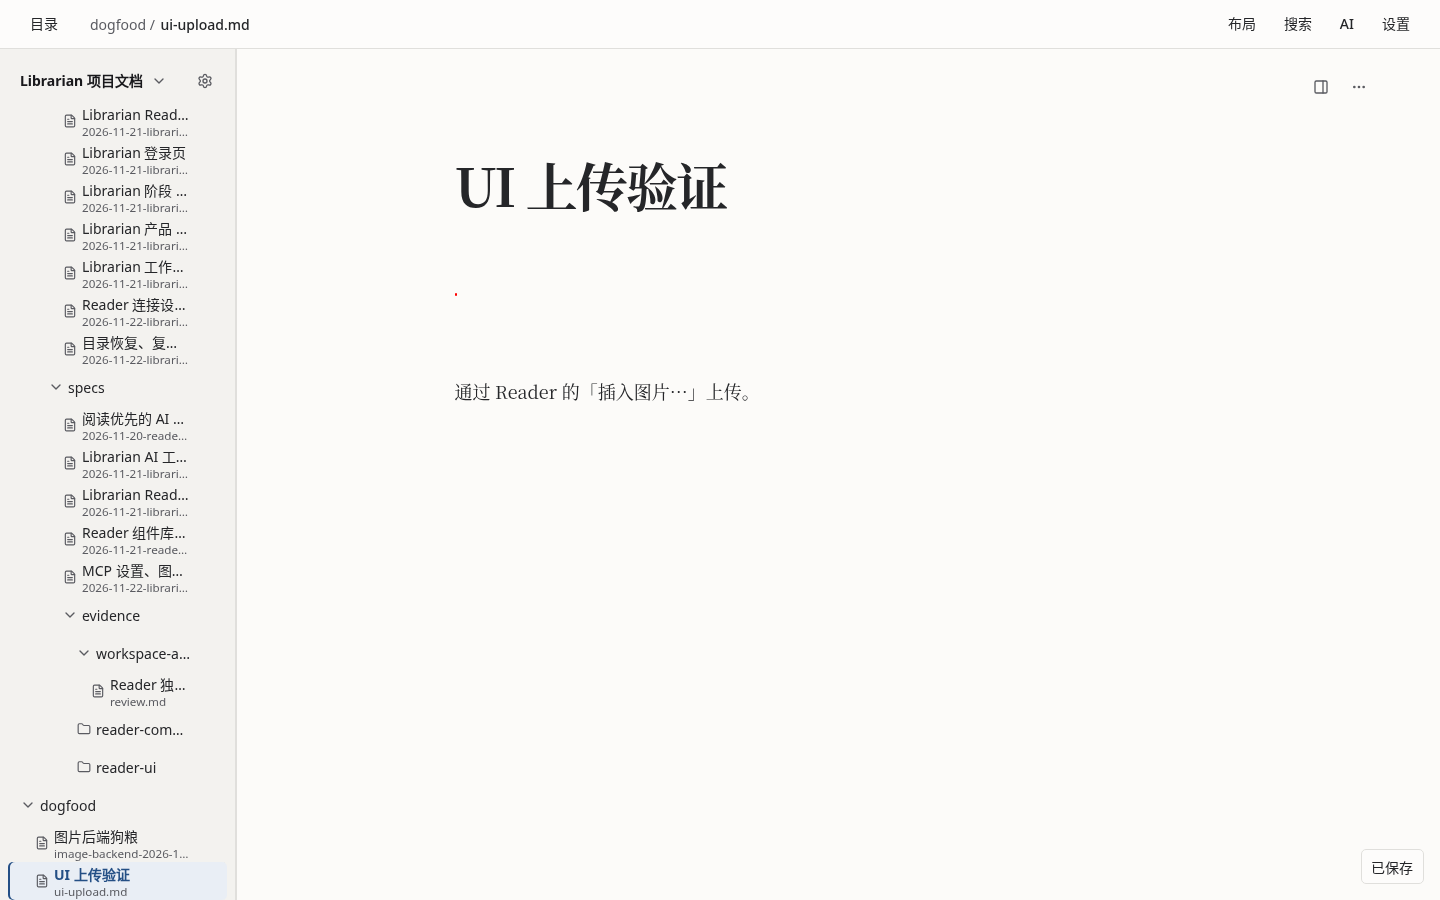 目录
dogfood / ui-upload.md
布局
搜索
AI
设置
Librarian 项目文档
Librarian Read...
2026-11-21-librari...
Librarian 登录页
2026-11-21-librari...
Librarian 阶段 ...
2026-11-21-librari...
Librarian 产品 ...
2026-11-21-librari...
Librarian 工作...
2026-11-21-librari...
Reader 连接设...
2026-11-22-librari...
目录恢复、复...
2026-11-22-librari...
specs
阅读优先的 AI ...
2026-11-20-reade...
Librarian AI 工...
2026-11-21-librari...
Librarian Read...
2026-11-21-librari...
Reader 组件库...
2026-11-21-reade...
MCP 设置、图...
2026-11-22-librari...
evidence
workspace-a...
Reader 独...
review.md
reader-com...
reader-ui
dogfood
图片后端狗粮
image-backend-2026-1...
UI 上传验证
ui-upload.md
UI 上传验证
通过 Reader 的「插入图片…」上传。
已保存